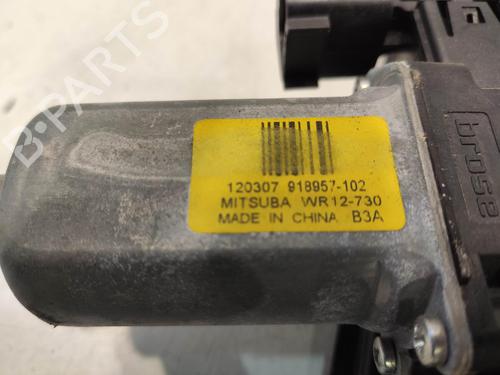 B-PARTS
120307 918957-102
MITSUBA WR12-730
MADE IN CHINA B3A
brose